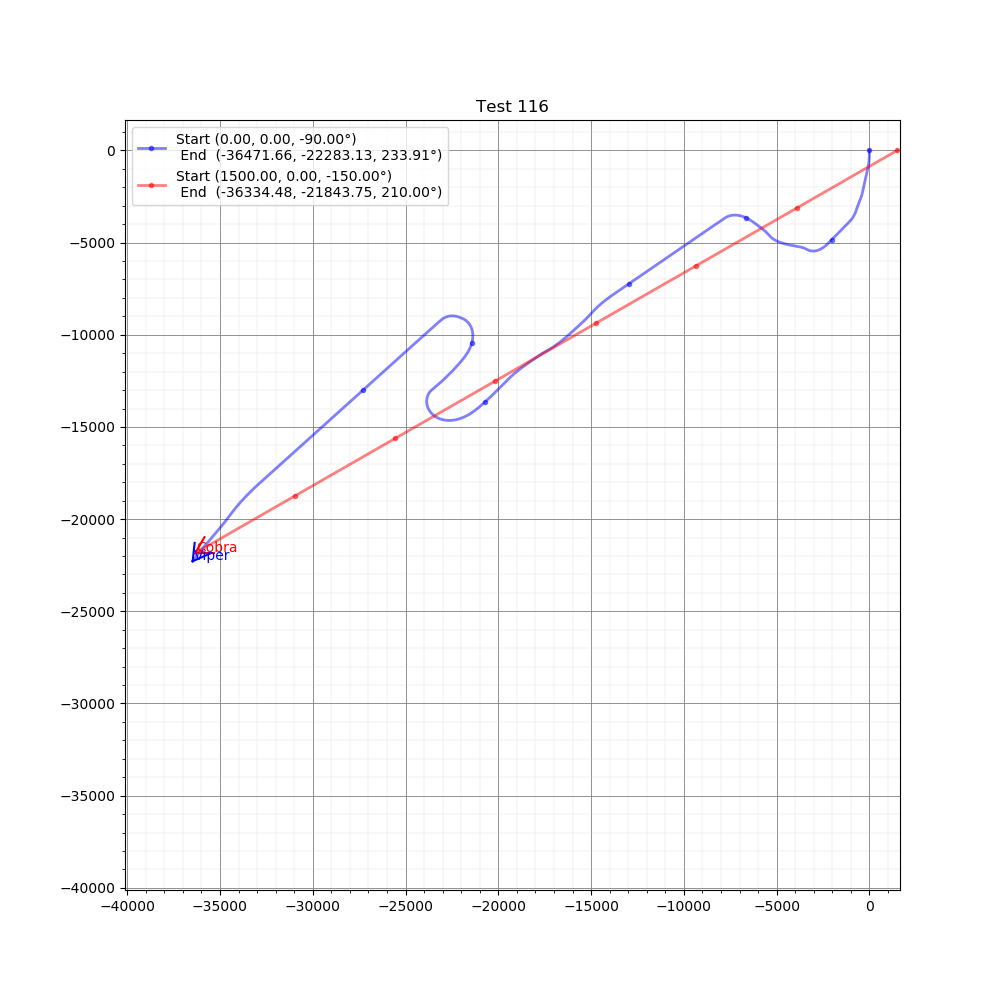 Test 116
Start (0.00, 0.00, -90.00°)
End  (-36471.66, -22283.13, 233.91°)
Start (1500.00, 0.00, -150.00°)
End  (-36334.48, -21843.75, 210.00°)
0
−5000
−10000
−15000
−20000
Cobra
Viper
−25000
−30000
−35000
−40000
−40000 −35000 −30000 −25000 −20000 −15000 −10000 −5000 0